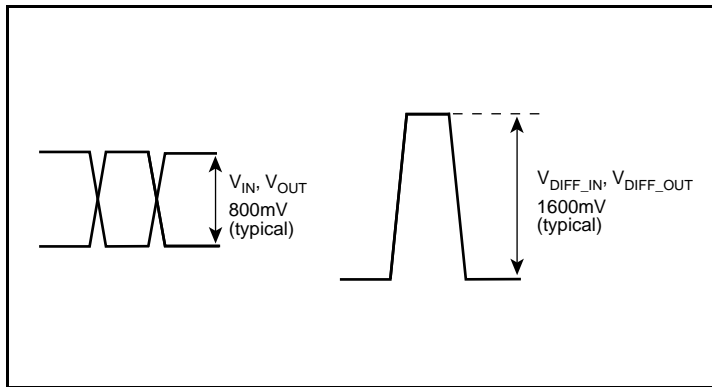 V_IN, V_OUT
800mV
(typical)
V_DIFF_IN, V_DIFF_OUT
1600mV
(typical)